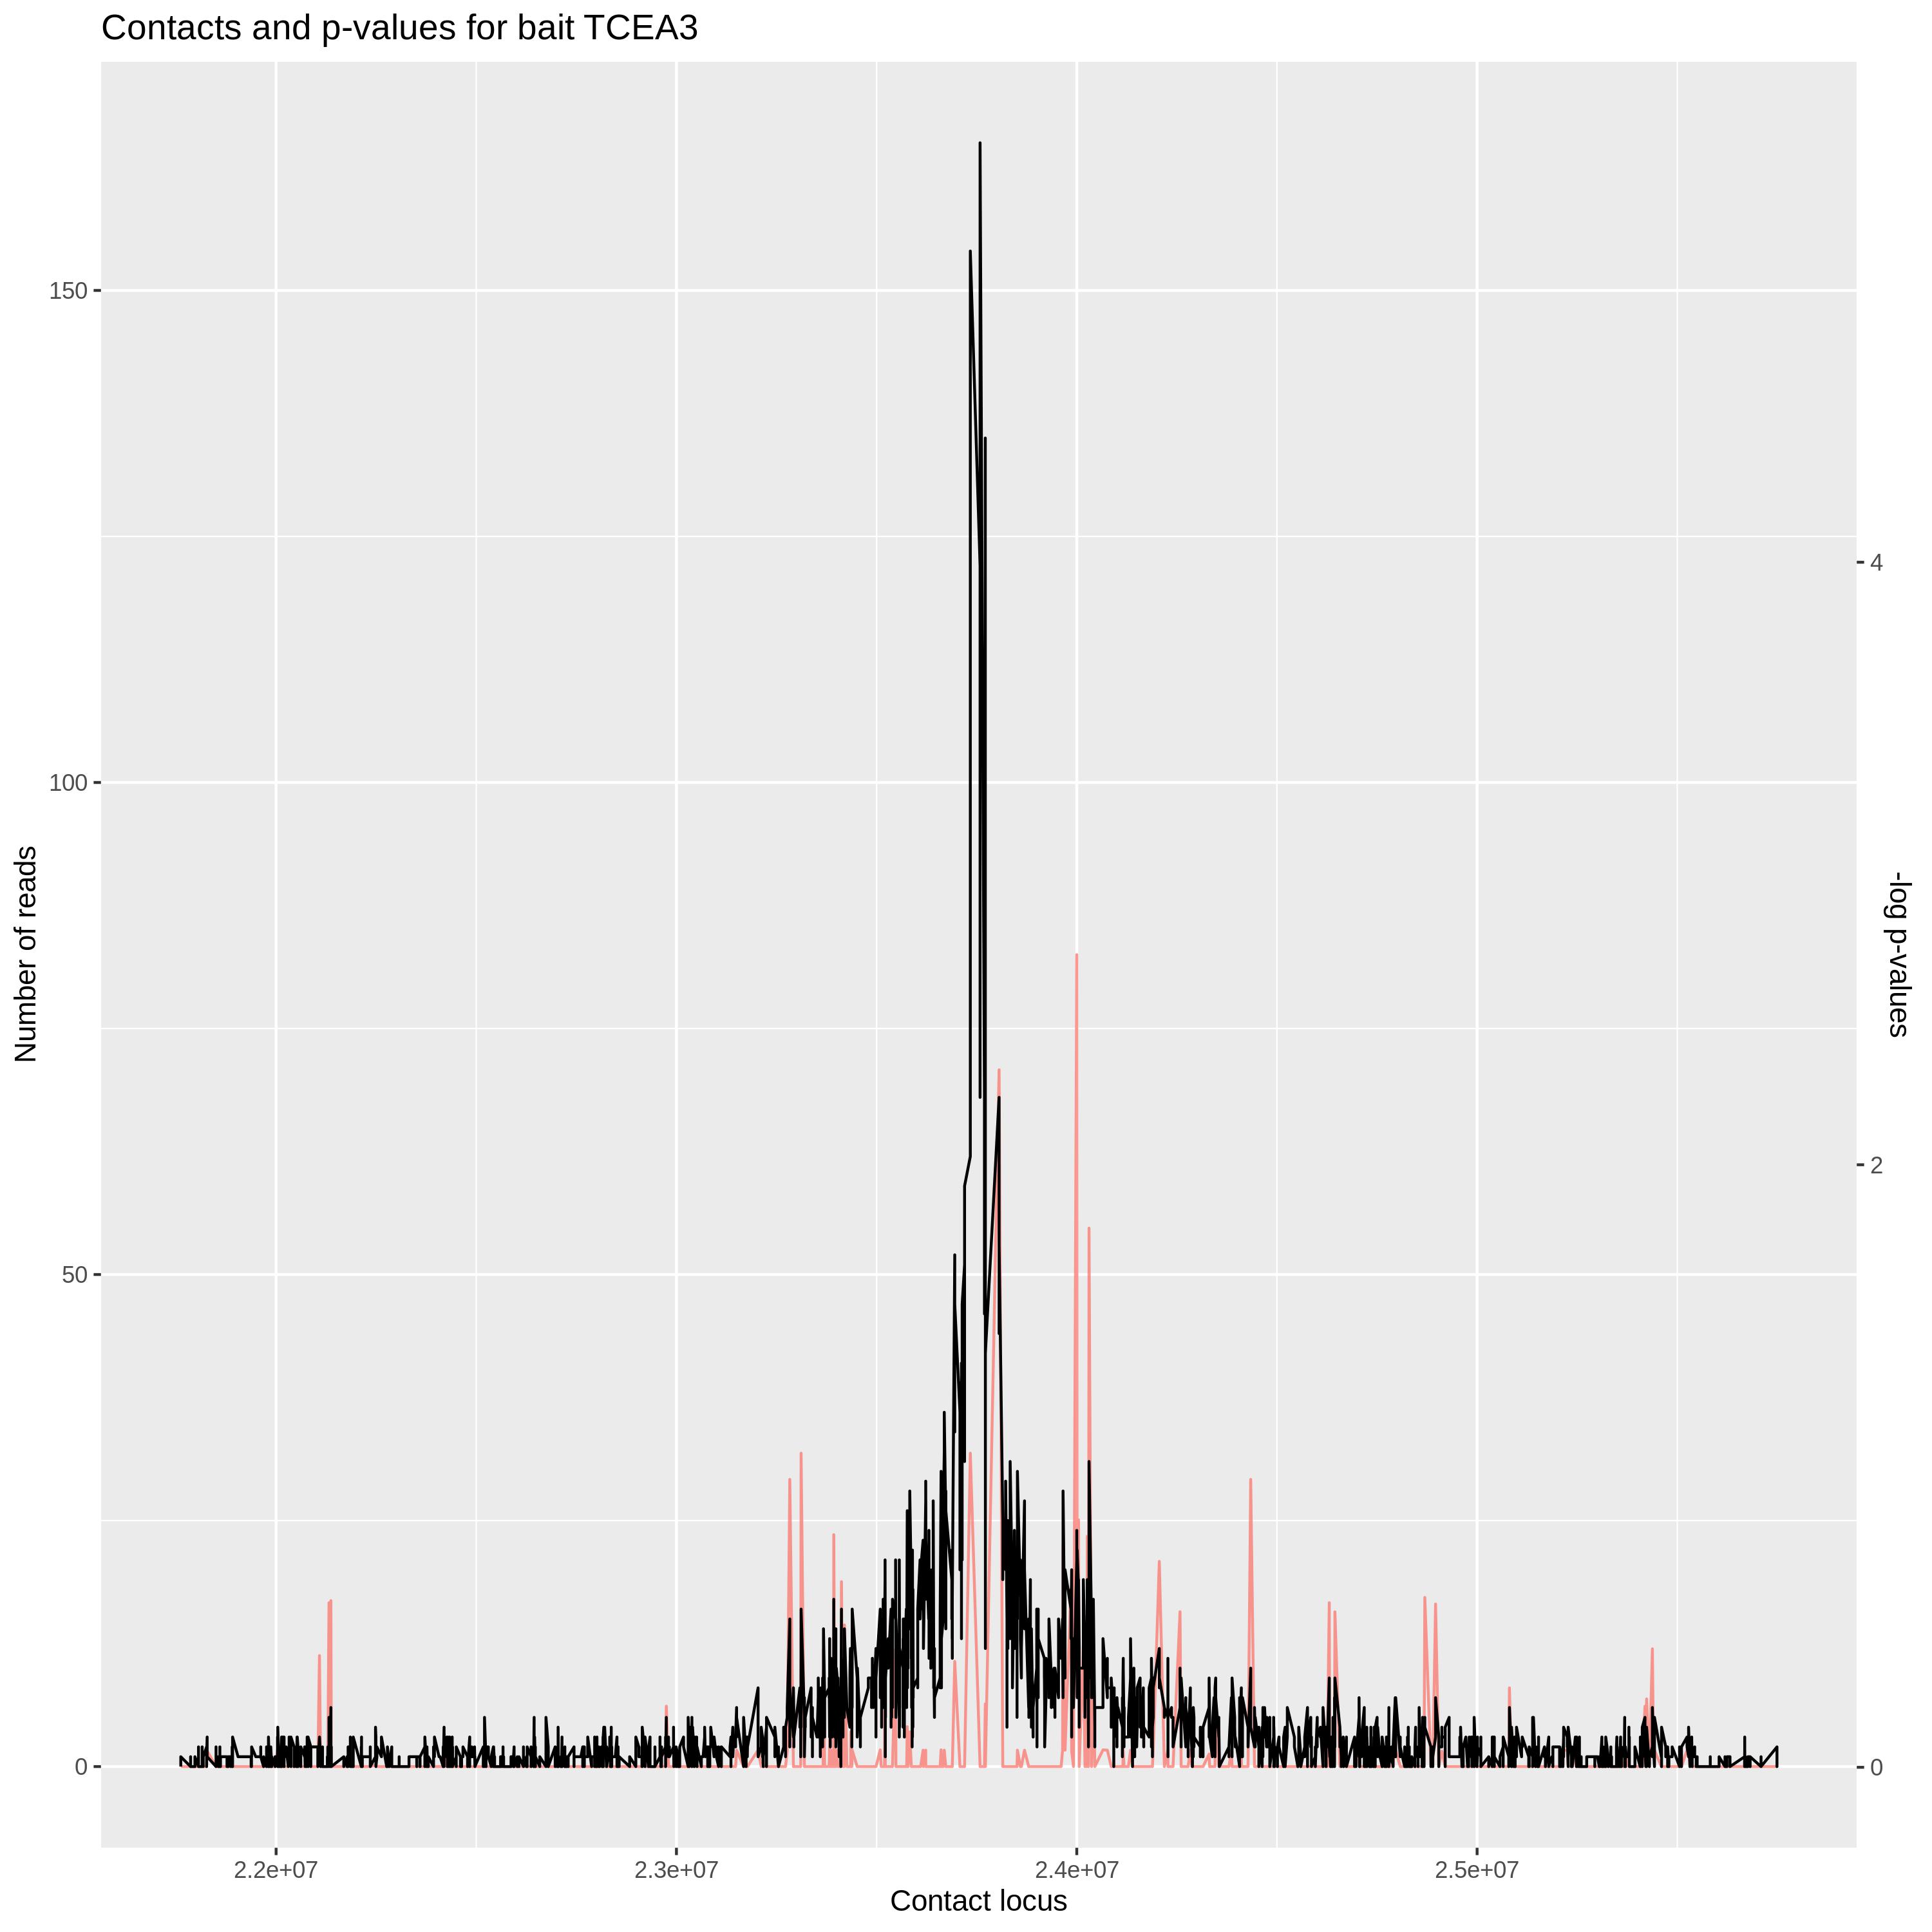 Contacts and p-values for bait TCEA3
150
100
50
0
Number of reads
4
2
0
-log p-values
2.2e+07
2.3e+07
2.4e+07
2.5e+07
Contact locus